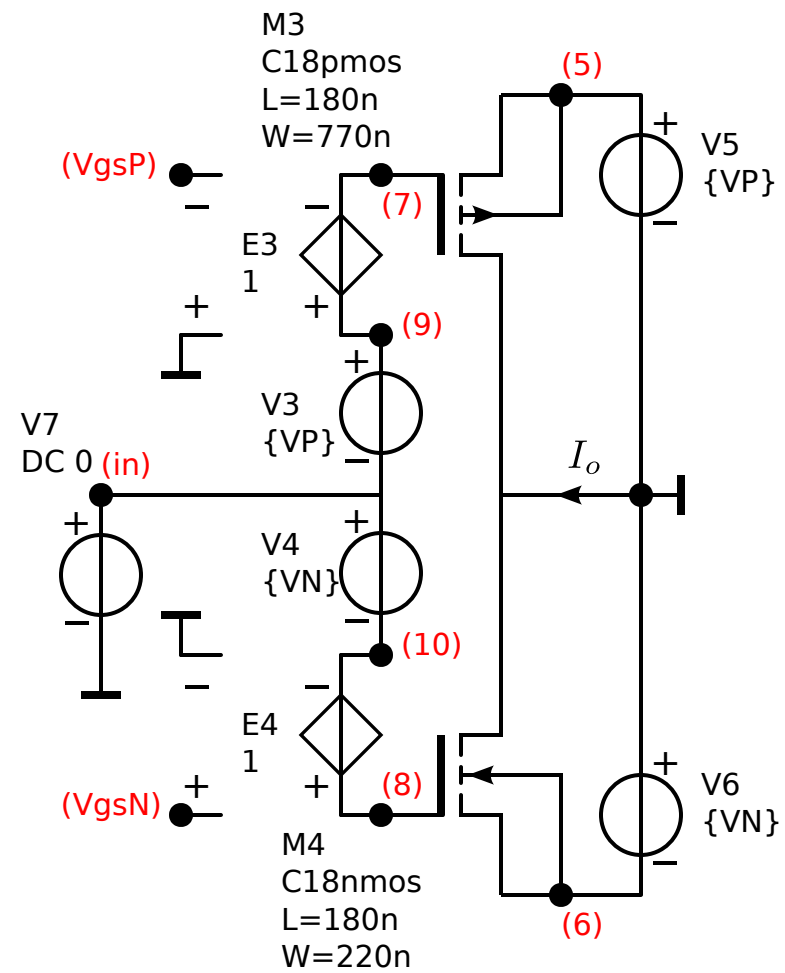 M3
C18pmos
L=180n
W=770n
(5)
+
V5
{VP}
−
(VgsP)
−
−
(7)
E3
1
+
+
(9)
+
V3
{VP}
−
V7
DC 0
(in)
I_o
+
+
V4
{VN}
−
−
(10)
−
−
E4
1
+
+
(VgsN)
(8)
+
V6
{VN}
−
M4
C18nmos
L=180n
W=220n
(6)